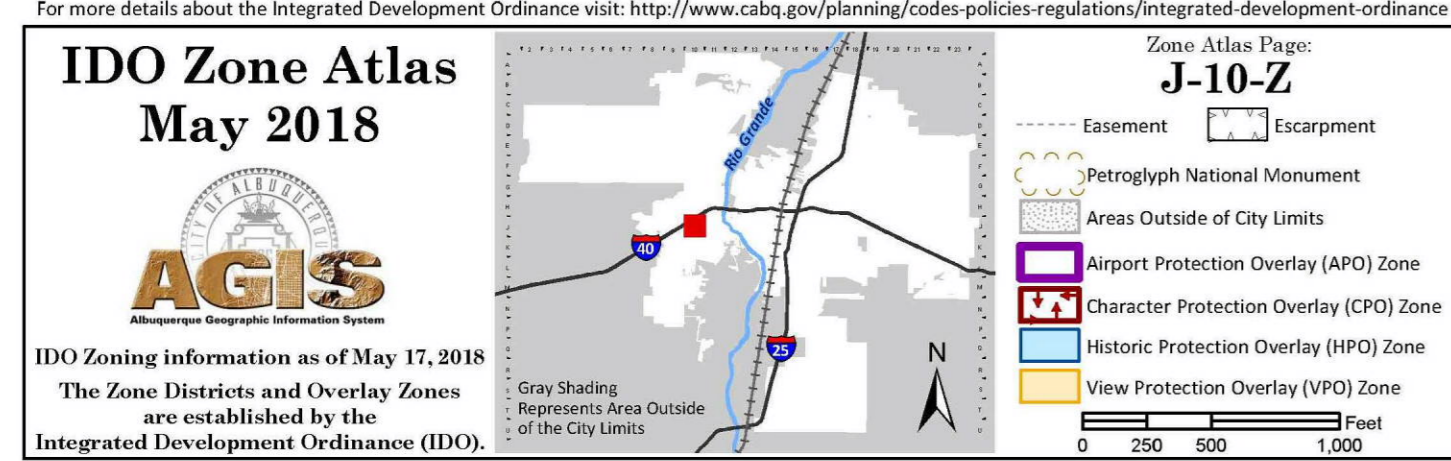 For more details about the Integrated Development Ordinance visit: http://www.cabq.gov/planning/codes-policies-regulations/integrated-development-ordinance
IDO Zone Atlas
May 2018
CITY OF ALBUQUERQUE
AGIS
Albuquerque Geographic Information System
IDO Zoning information as of May 17, 2018
The Zone Districts and Overlay Zones
are established by the
Integrated Development Ordinance (IDO).
Rio Grande
40
25
N
Gray Shading
Represents Area Outside
of the City Limits
Zone Atlas Page:
J-10-Z
Easement
Escarpment
Petroglyph National Monument
Areas Outside of City Limits
Airport Protection Overlay (APO) Zone
Character Protection Overlay (CPO) Zone
Historic Protection Overlay (HPO) Zone
View Protection Overlay (VPO) Zone
Feet
0 250 500 1,000